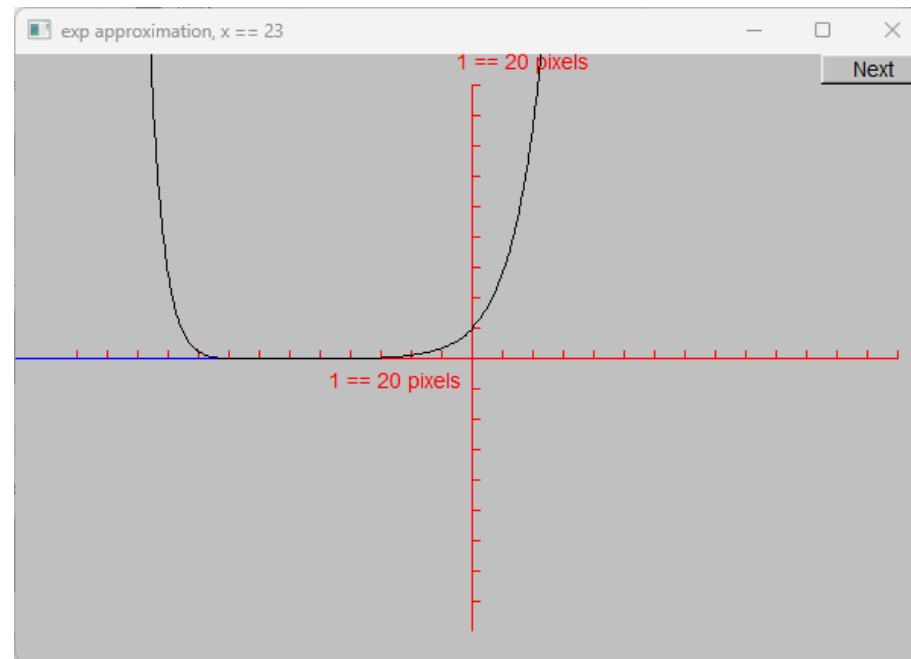 exp approximation, x == 23
1 == 20 pixels
Next
1 == 20 pixels